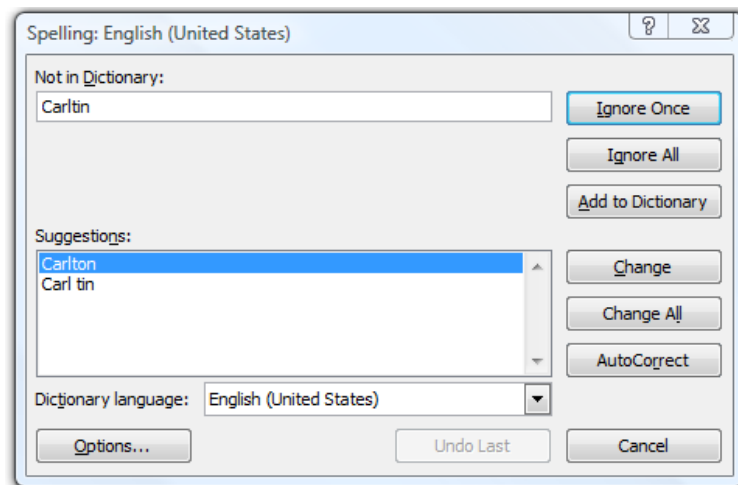 Spelling: English (United States)
Not in Dictionary:
Carltin
Ignore Once
Ignore All
Add to Dictionary
Suggestions:
Carlton
Carl tin
Change
Change All
AutoCorrect
Dictionary language: English (United States)
Options... Undo Last Cancel